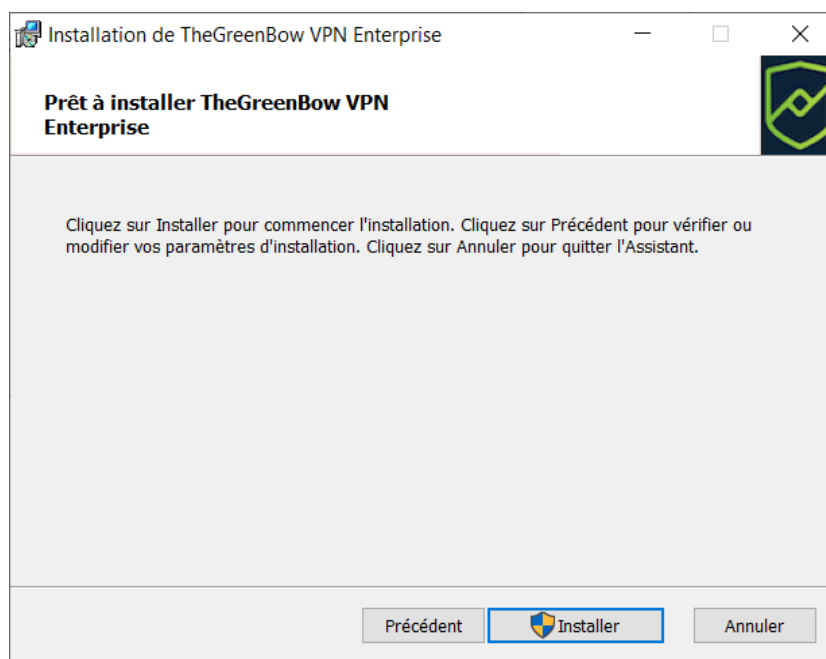 Installation de TheGreenBow VPN Enterprise
Prêt à installer TheGreenBow VPN
Enterprise
Cliquez sur Installer pour commencer l'installation. Cliquez sur Précédent pour vérifier ou
modifier vos paramètres d'installation. Cliquez sur Annuler pour quitter l'Assistant.
Précédent
Installer
Annuler